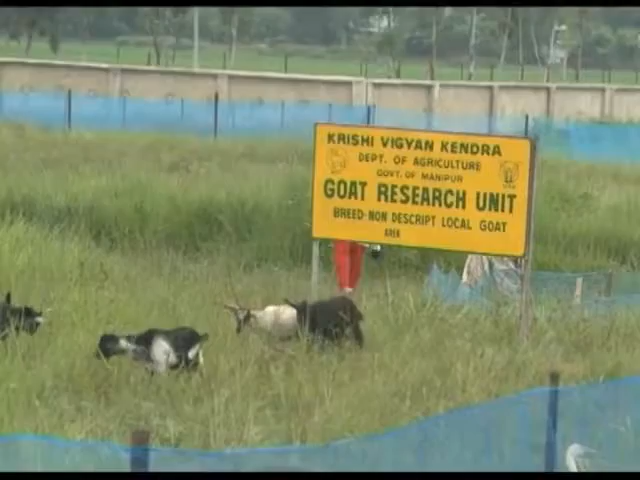 KRISHI VIGYAN KENDRA
DEPT. OF AGRICULTURE
GOVT. OF MANIPUR
GOAT RESEARCH UNIT
BREED-NON DESCRIPT LOCAL GOAT